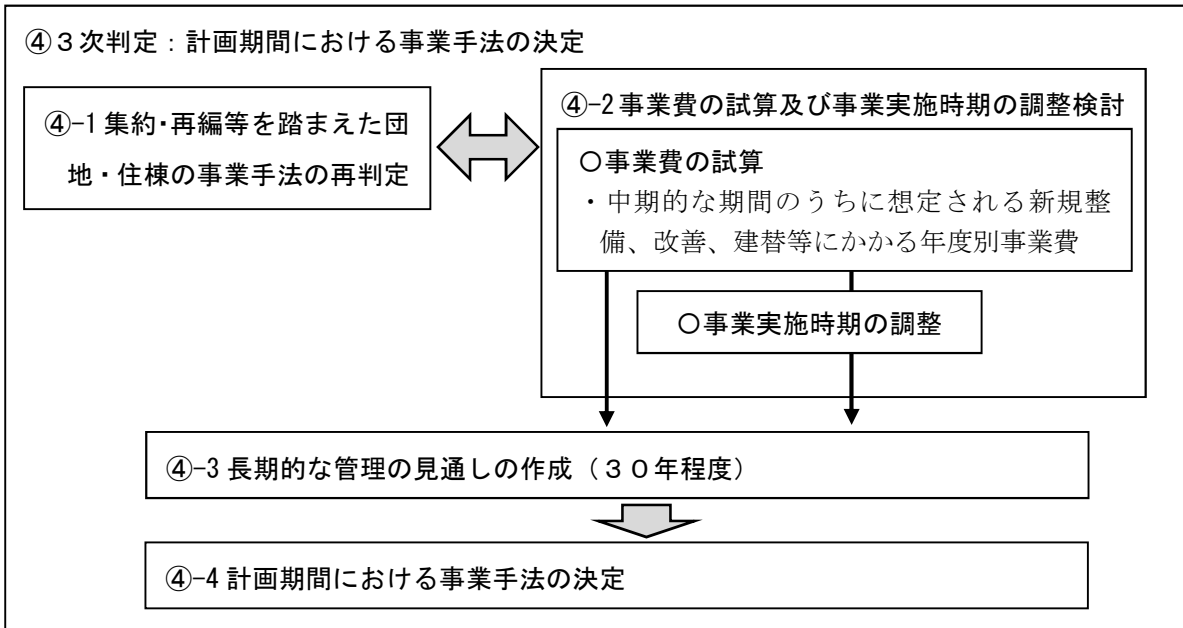 ④３次判定：計画期間における事業手法の決定
④-1 集約・再編等を踏まえた団
地・住棟の事業手法の再判定
④-2 事業費の試算及び事業実施時期の調整検討
〇事業費の試算
・中期的な期間のうちに想定される新規整
備、改善、建替等にかかる年度別事業費
〇事業実施時期の調整
④-3 長期的な管理の見通しの作成（３０年程度）
④-4 計画期間における事業手法の決定